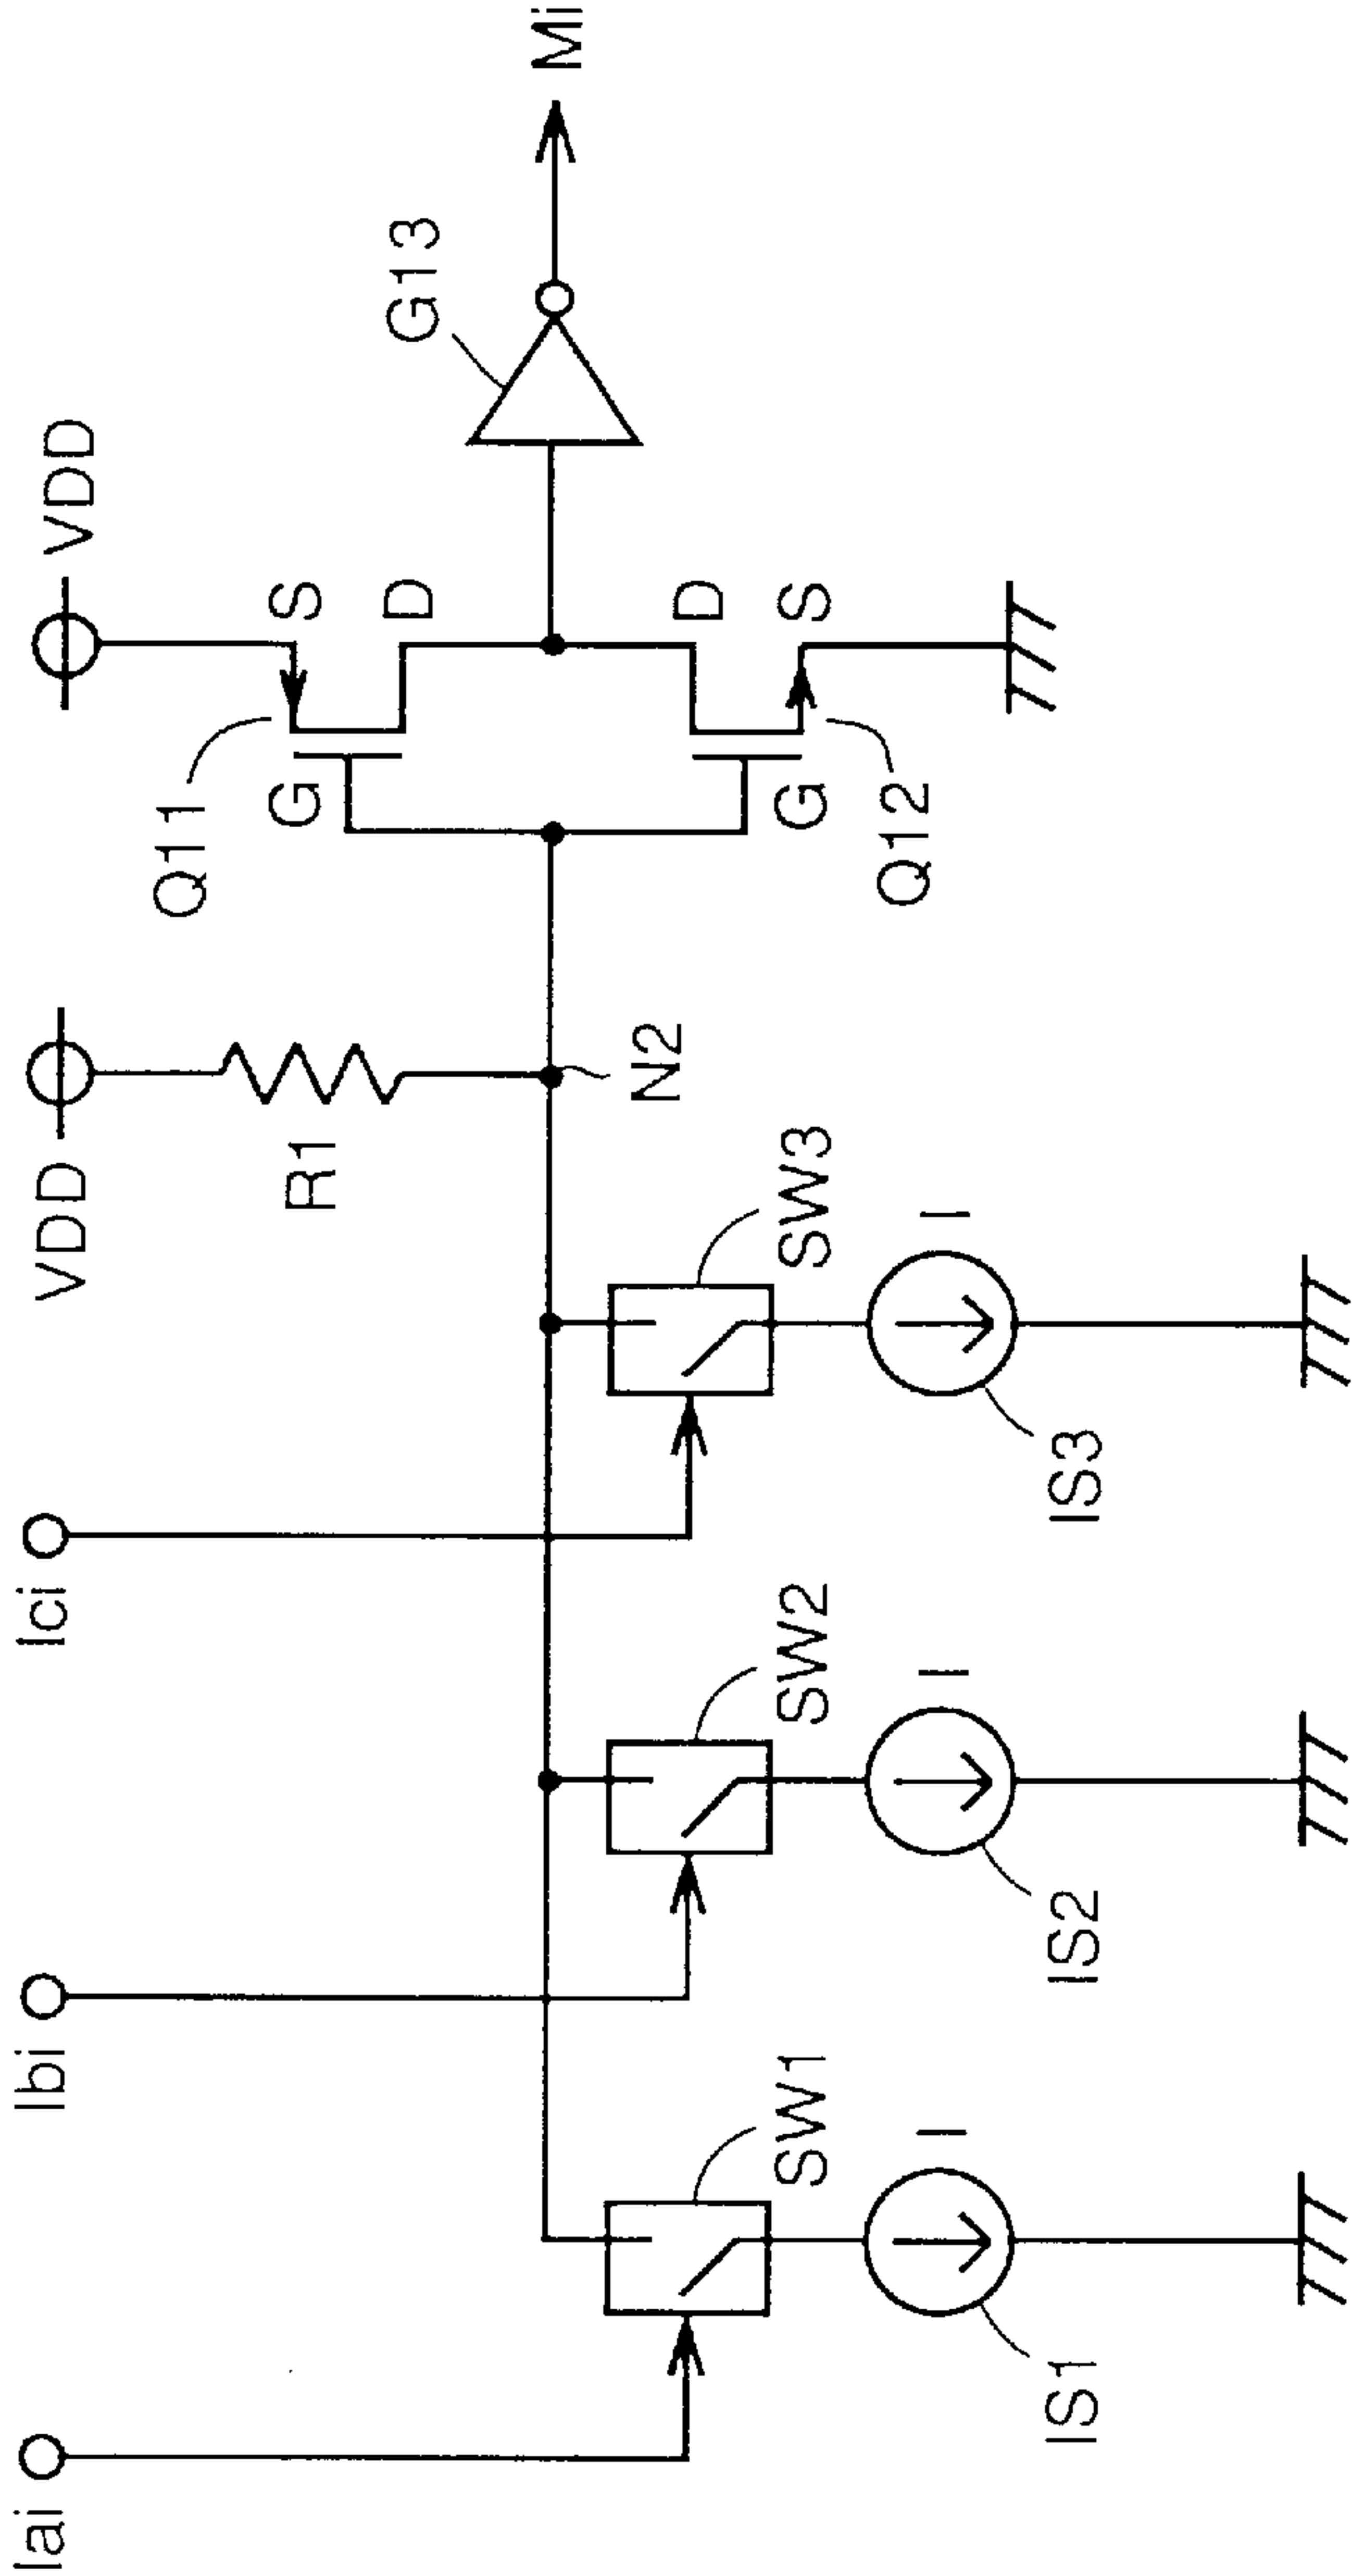 Iai
Ibi
Ici
VDD
VDD
R1
N2
Q11
G
S
D
D
S
G
Q12
G13
Mi
SW1
SW2
SW3
I
I
I
IS1
IS2
IS3